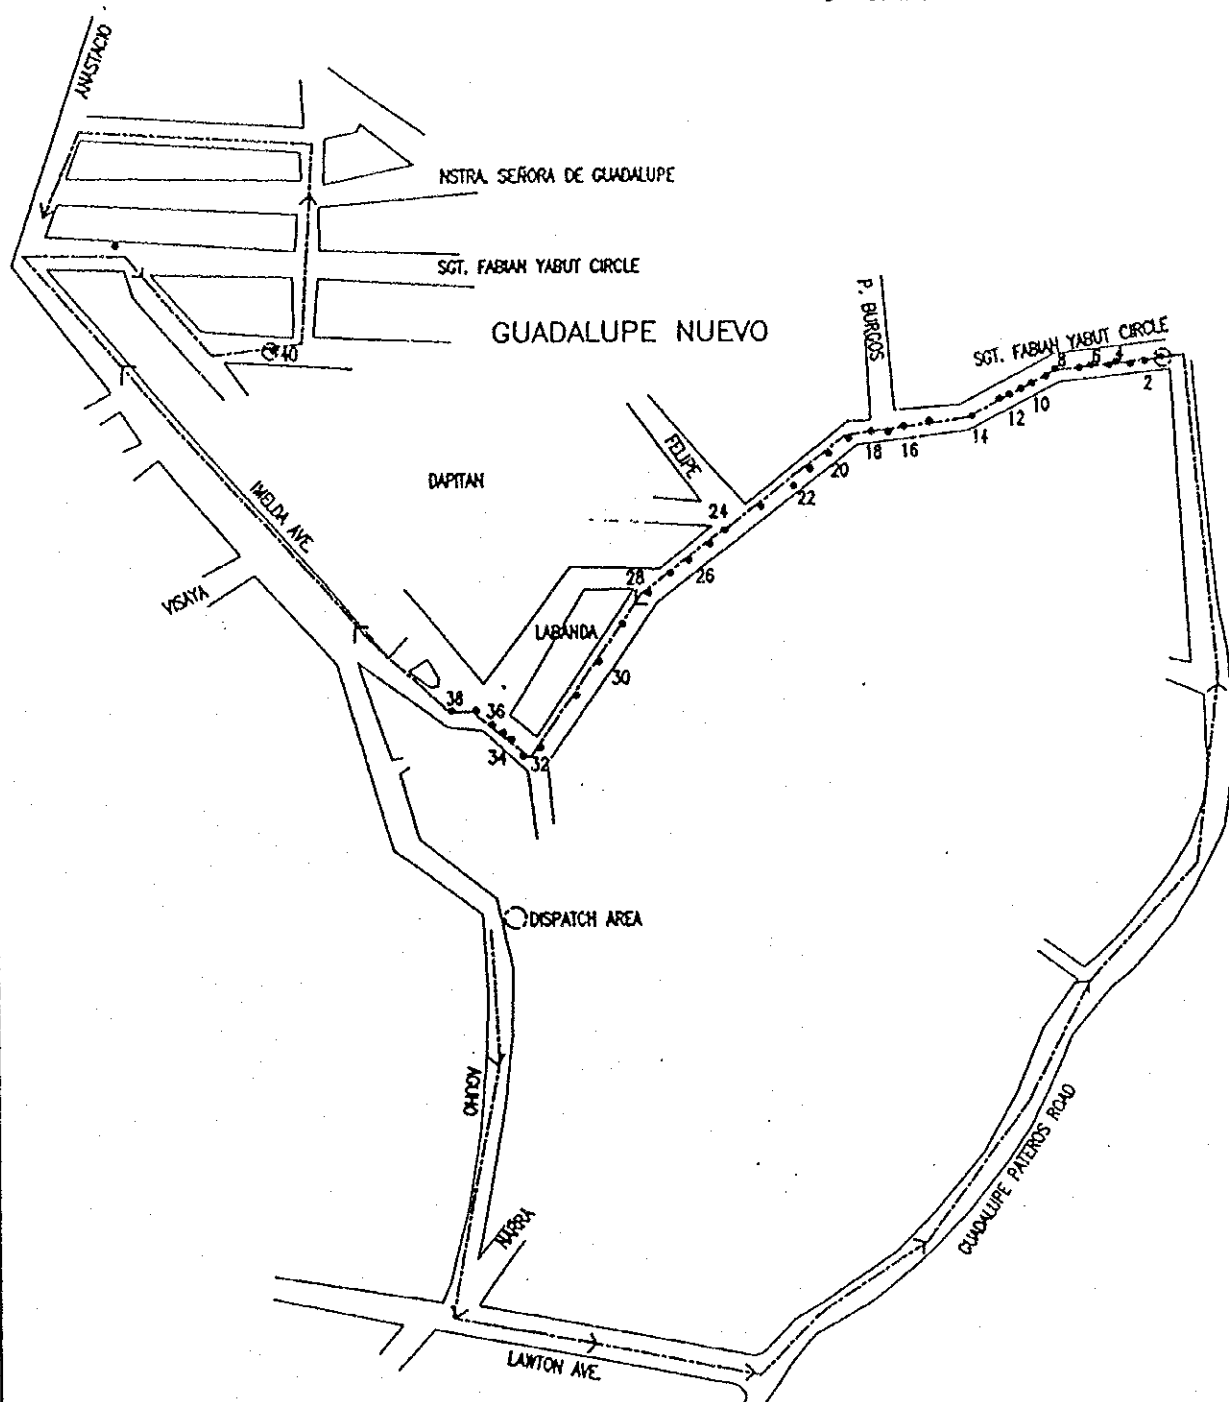 ANASTACIO
NSTRA. SEÑORA DE GUADALUPE
SGT. FABIAN YABUT CIRCLE
GUADALUPE NUEVO
P. BURGOS
SGT. FABIAN YABUT CIRCLE
40
8
6
4
2
10
12
14
16
18
20
22
FELIPE
DAPITAN
24
26
28
IMELDA AVE.
VISAYA
LABANDA
30
38
36
34
32
DISPATCH AREA
AGUHO
GUADALUPE PATEROS ROAD
NARRA
LAWTON AVE.